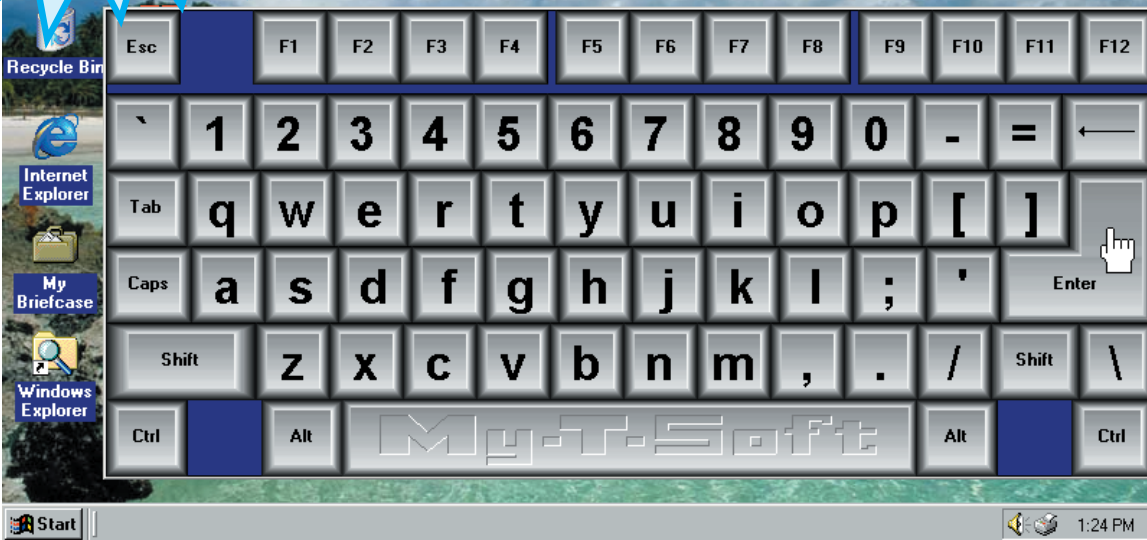 Recycle Bin
Esc F1 F2 F3 F4 F5 F6 F7 F8 F9 F10 F11 F12
` 1 2 3 4 5 6 7 8 9 0 - = ←
Internet
Explorer
Tab q w e r t y u i o p [ ]
My
Briefcase
Caps a s d f g h j k l ; ' Enter
Windows
Explorer
Shift z x c v b n m , . / Shift \
Ctrl Alt My-T-Soft Alt Ctrl
Start 1:24 PM